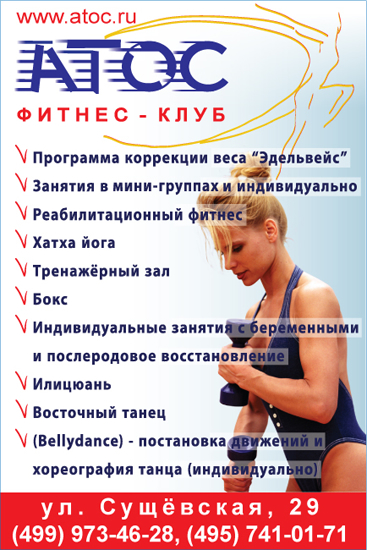 www.atoc.ru
АТОС
ФИТНЕС - КЛУБ
Программа коррекции веса “Эдельвейс”
Занятия в мини-группах и индивидуально
Реабилитационный фитнес
Хатха йога
Тренажёрный зал
Бокс
Индивидуальные занятия с беременными
и послеродовое восстановление
Илицюань
Восточный танец
(Bellydance) - постановка движений и
хореография танца (индивидуально)
ул. Сущёвская, 29
(499) 973-46-28, (495) 741-01-71